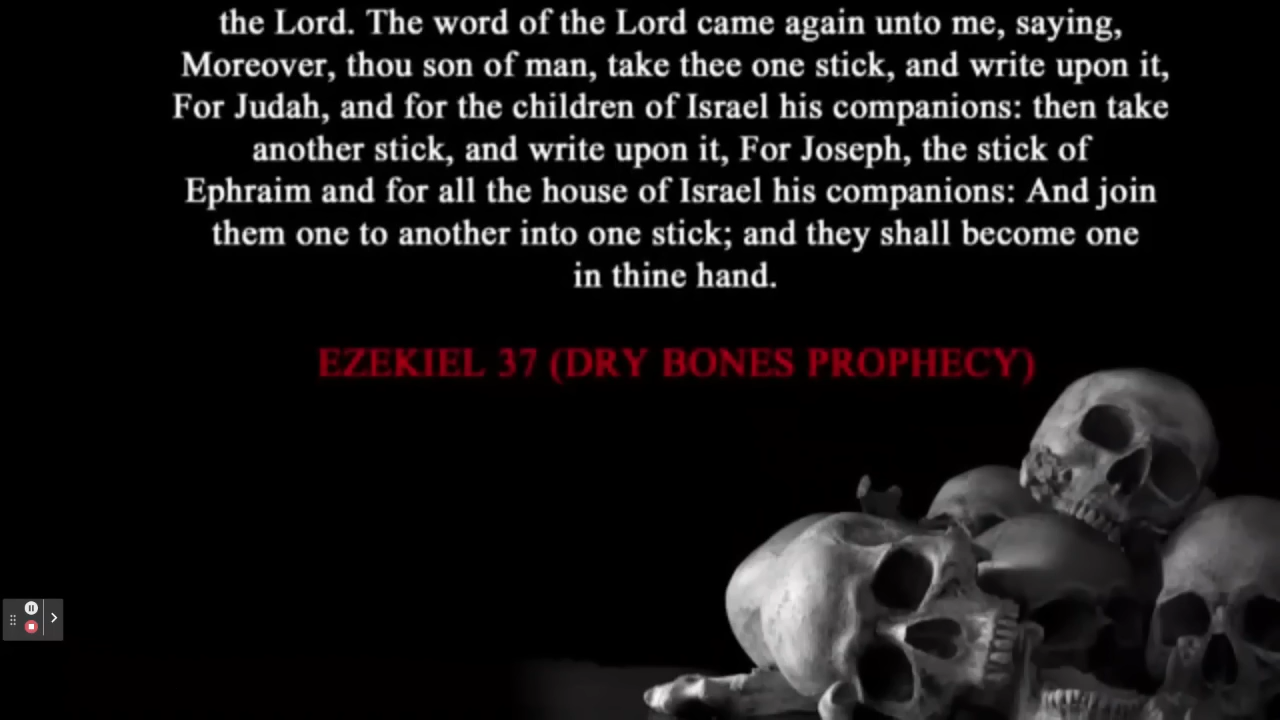 the Lord. The word of the Lord came again unto me, saying,
Moreover, thou son of man, take thee one stick, and write upon it,
For Judah, and for the children of Israel his companions: then take
another stick, and write upon it, For Joseph, the stick of
Ephraim and for all the house of Israel his companions: And join
them one to another into one stick; and they shall become one
in thine hand.
EZEKIEL 37 (DRY BONES PROPHECY)